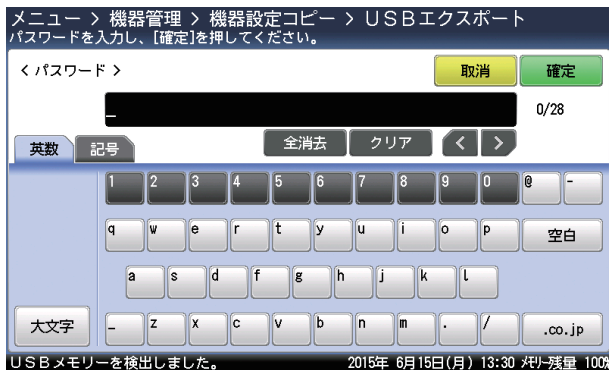 メニュー > 機器管理 > 機器設定コピー > USBエクスポート
パスワードを入力し、[確定]を押してください。
<パスワード> 取消 確定
_ 0/28
英数 記号 全消去 クリア < >
1 2 3 4 5 6 7 8 9 0 @ -
q w e r t y u i o p 空白
a s d f g h j k l
大文字 _ z x c v b n m . / .co.jp
USBメモリーを検出しました。 2015年 6月15日(月) 13:30 メモリー残量 100%